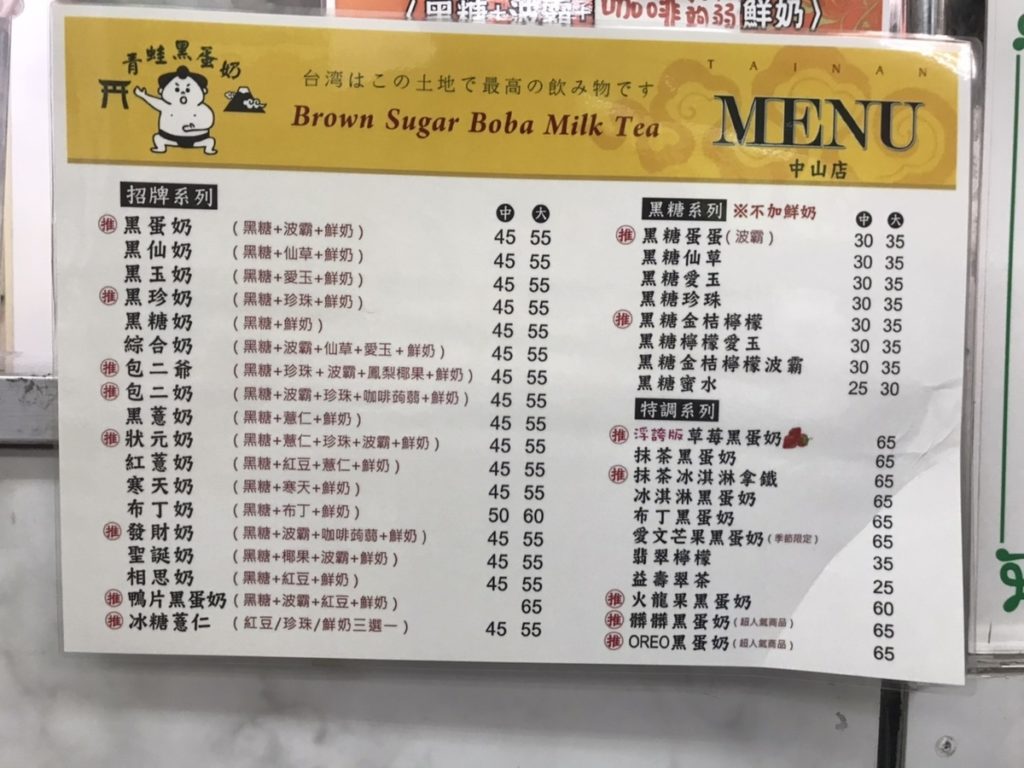 〈黑糖+波霸+咖啡蒟蒻鮮奶〉
青蛙黑蛋奶
台湾はこの土地で最高の飲み物です
Brown Sugar Boba Milk Tea
TAINAN
MENU
中山店
招牌系列 中 大
推 黑蛋奶 (黑糖+波霸+鮮奶) 45 55
黑仙奶 (黑糖+仙草+鮮奶) 45 55
黑玉奶 (黑糖+愛玉+鮮奶) 45 55
推 黑珍奶 (黑糖+珍珠+鮮奶) 45 55
黑糖奶 (黑糖+鮮奶) 45 55
綜合奶 (黑糖+波霸+仙草+愛玉+鮮奶) 45 55
推 包二爺 (黑糖+珍珠+波霸+鳳梨椰果+鮮奶) 45 55
推 包二奶 (黑糖+波霸+珍珠+咖啡蒟蒻+鮮奶) 45 55
黑薏奶 (黑糖+薏仁+鮮奶) 45 55
推 狀元奶 (黑糖+薏仁+珍珠+波霸+鮮奶) 45 55
紅薏奶 (黑糖+紅豆+薏仁+鮮奶) 45 55
寒天奶 (黑糖+寒天+鮮奶) 45 55
布丁奶 (黑糖+布丁+鮮奶) 50 60
推 發財奶 (黑糖+波霸+咖啡蒟蒻+鮮奶) 45 55
聖誕奶 (黑糖+椰果+波霸+鮮奶) 45 55
相思奶 (黑糖+紅豆+鮮奶) 45 55
推 鴨片黑蛋奶 (黑糖+波霸+紅豆+鮮奶) 65
推 冰糖薏仁 (紅豆/珍珠/鮮奶三選一) 45 55
黑糖系列 ※不加鮮奶 中 大
推 黑糖蛋蛋(波霸) 30 35
黑糖仙草 30 35
黑糖愛玉 30 35
黑糖珍珠 30 35
推 黑糖金桔檸檬 30 35
黑糖檸檬愛玉 30 35
黑糖金桔檸檬波霸 30 35
黑糖蜜水 25 30
特調系列
推 浮誇版草莓黑蛋奶 65
抹茶黑蛋奶 65
推 抹茶冰淇淋拿鐵 65
冰淇淋黑蛋奶 65
布丁黑蛋奶 65
愛文芒果黑蛋奶(季節限定) 65
翡翠檸檬 35
益壽翠茶 25
推 火龍果黑蛋奶 60
推 髒髒黑蛋奶(超人氣商品) 65
推 OREO黑蛋奶(超人氣商品) 65